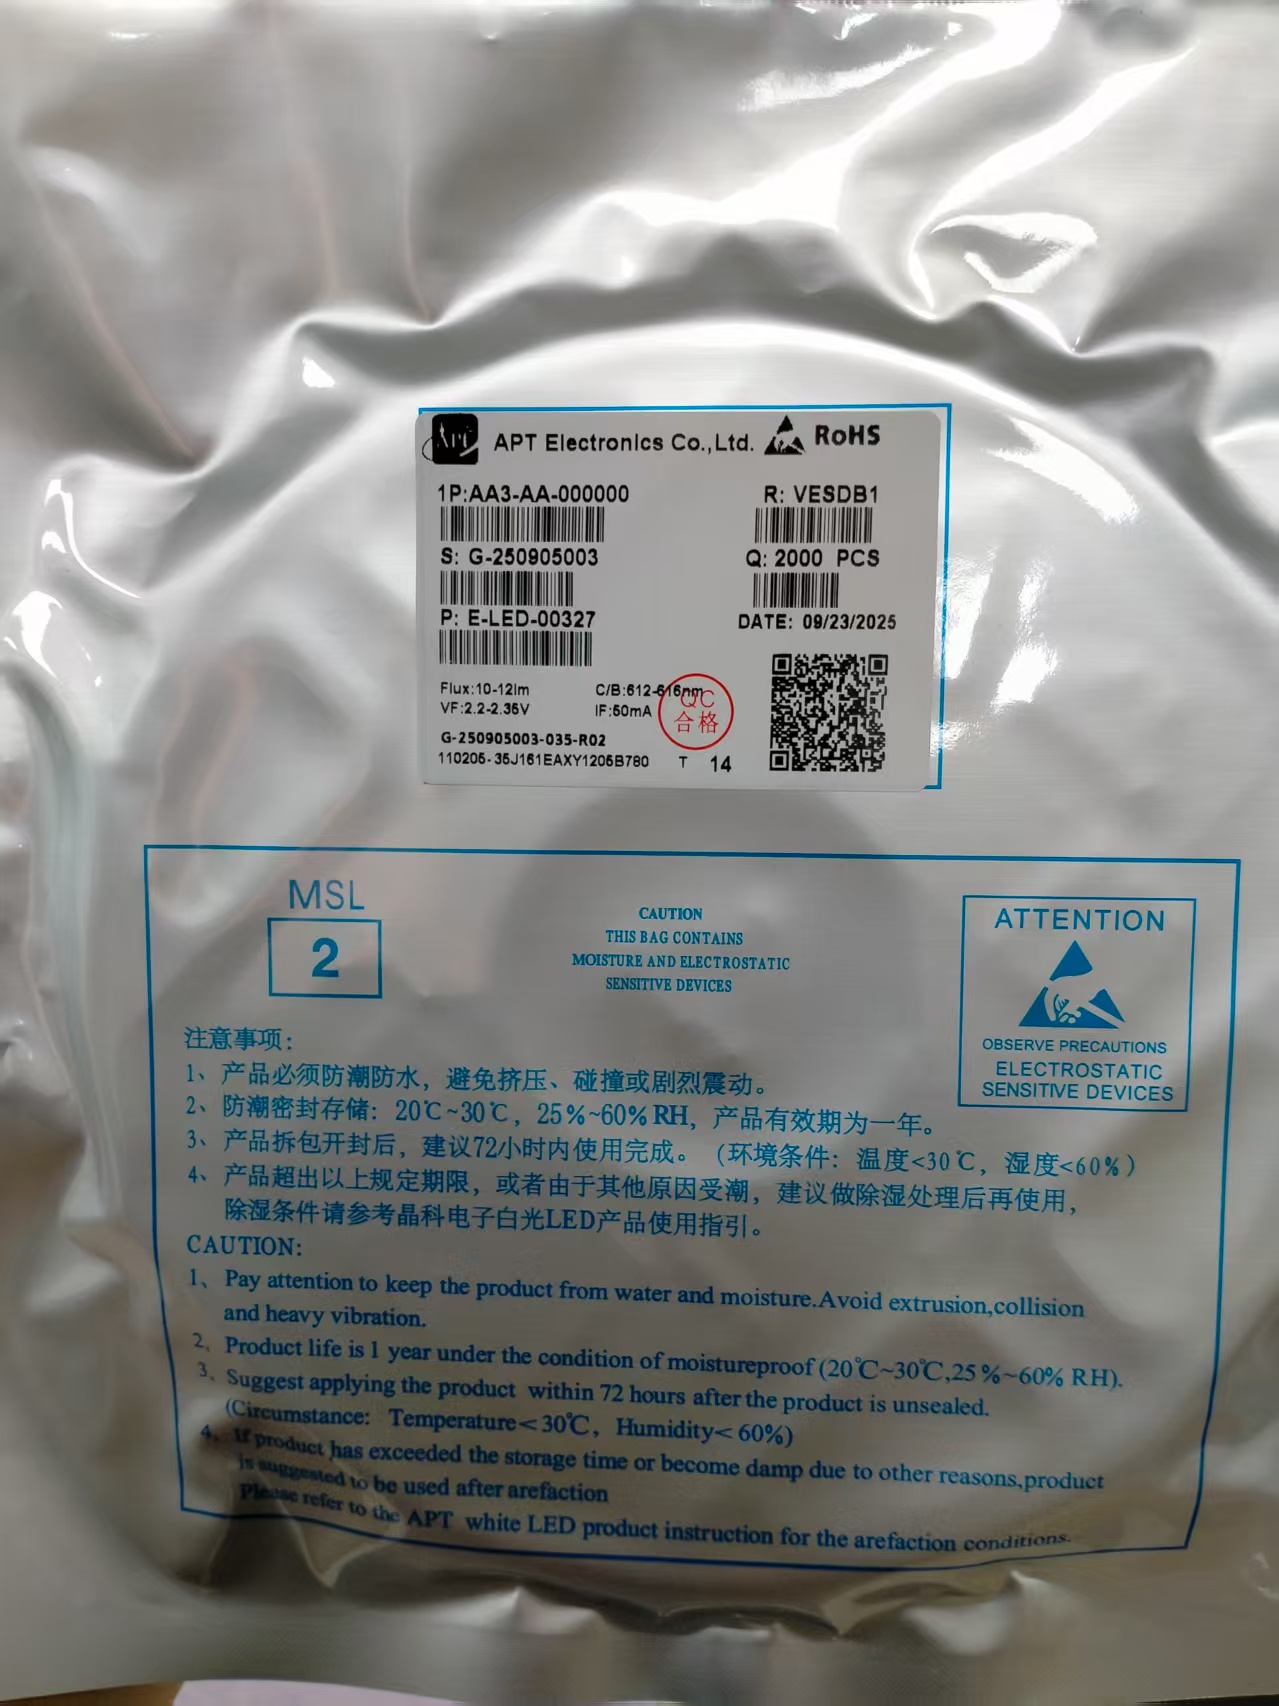 Apt APT Electronics Co.,Ltd. RoHS
1P:AA3-AA-000000 R: VESDB1
S: G-250905003 Q: 2000 PCS
P: E-LED-00327 DATE: 09/23/2025
Flux:10-12lm C/B:612-616nm
VF:2.2-2.35V IF:50mA
QC
合格
G-250905003-035-R02
110205-35J161EAXY1205B780 T 14
MSL
2
CAUTION
THIS BAG CONTAINS
MOISTURE AND ELECTROSTATIC
SENSITIVE DEVICES
ATTENTION
OBSERVE PRECAUTIONS
ELECTROSTATIC
SENSITIVE DEVICES
注意事项：
1、产品必须防潮防水，避免挤压、碰撞或剧烈震动。
2、防潮密封存储：20℃~30℃，25%~60%RH，产品有效期为一年。
3、产品拆包开封后，建议72小时内使用完成。（环境条件：温度<30℃，湿度<60%）
4、产品超出以上规定期限，或者由于其他原因受潮，建议做除湿处理后再使用，
除湿条件请参考晶科电子白光LED产品使用指引。
CAUTION:
1、Pay attention to keep the product from water and moisture.Avoid extrusion,collision
and heavy vibration.
2、Product life is 1 year under the condition of moistureproof (20℃~30℃,25%~60% RH).
3、Suggest applying the product within 72 hours after the product is unsealed.
(Circumstance: Temperature<30℃, Humidity<60%)
4、If product has exceeded the storage time or become damp due to other reasons,product
is suggested to be used after arefaction
Please refer to the APT white LED product instruction for the arefaction conditions.